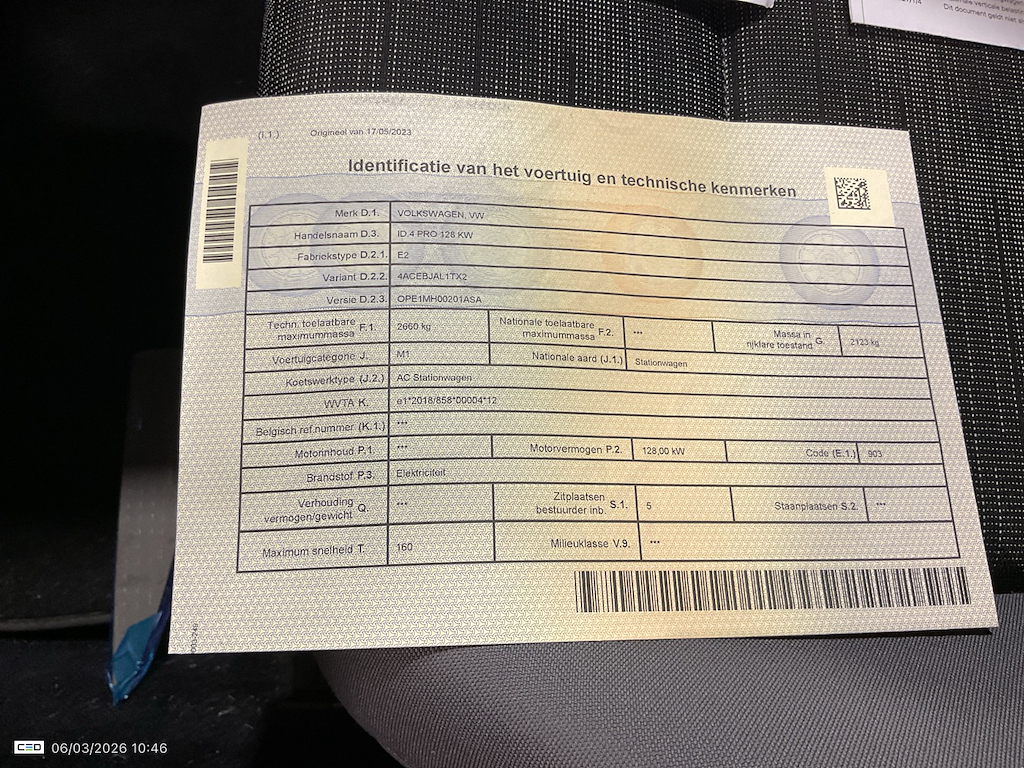 Dit document geldt niet
(I.1.) Origineel van 17/05/2023
Identificatie van het voertuig en technische kenmerken
Merk D.1. VOLKSWAGEN, VW
Handelsnaam D.3. ID.4 PRO 128 KW
Fabriekstype D.2.1. E2
Variant D.2.2. 4ACEBJAL1TX2
Versie D.2.3. OPE1MH00201ASA
Techn. toelaatbare maximummassa F.1. 2660 kg Nationale toelaatbare maximummassa F.2. *** Massa in rijklare toestand G. 2123 kg
Voertuigcategorie J. M1 Nationale aard (J.1.) Stationwagen
Koetswerktype (J.2.) AC Stationwagen
WVTA K. e1*2018/858*00004*12
Belgisch ref.nummer (K.1.) ***
Motorinhoud P.1. *** Motorvermogen P.2. 128,00 kW Code (E.1.) 903
Brandstof P.3. Elektriciteit
Verhouding vermogen/gewicht Q. *** Zitplaatsen bestuurder inb. S.1. 5 Staanplaatsen S.2. ***
Maximum snelheid T. 160 Milieuklasse V.9. ***
CEO 06/03/2026 10:46